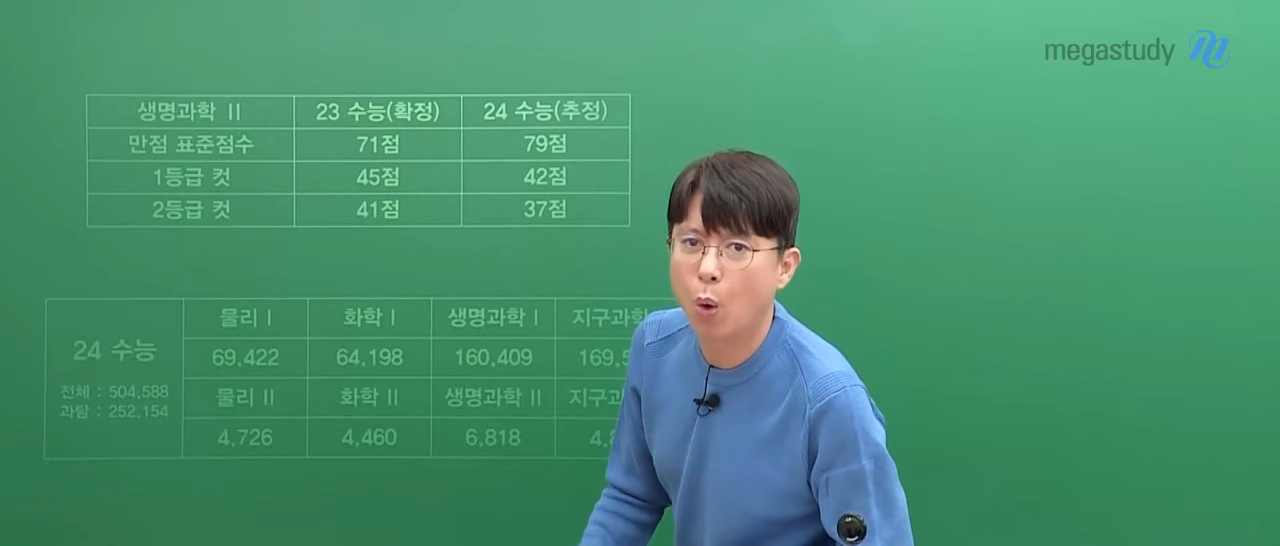 megastudy
생명과학 II 23 수능(확정) 24 수능(추정)
만점 표준점수 71점 79점
1등급 컷 45점 42점
2등급 컷 41점 37점
24 수능
전체 : 504,588
과탐 : 252,154
물리 I 화학 I 생명과학 I 지구과학
69,422 64,198 160,409
물리 II 화학 II 생명과학 II
4,726 4,460 6,818